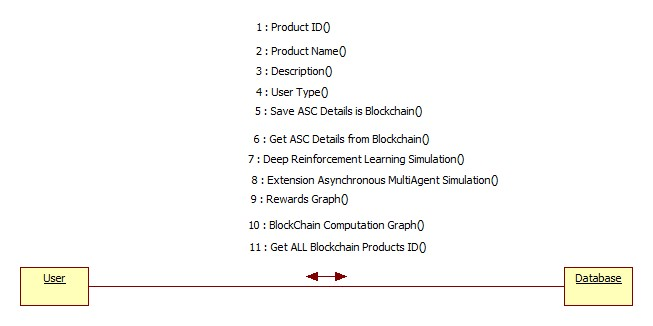 1 : Product ID()
2 : Product Name()
3 : Description()
4 : User Type()
5 : Save ASC Details is Blockchain()
6 : Get ASC Details from Blockchain()
7 : Deep Reinforcement Learning Simulation()
8 : Extension Asynchronous MultiAgent Simulation()
9 : Rewards Graph()
10 : BlockChain Computation Graph()
11 : Get ALL Blockchain Products ID()
User
Database